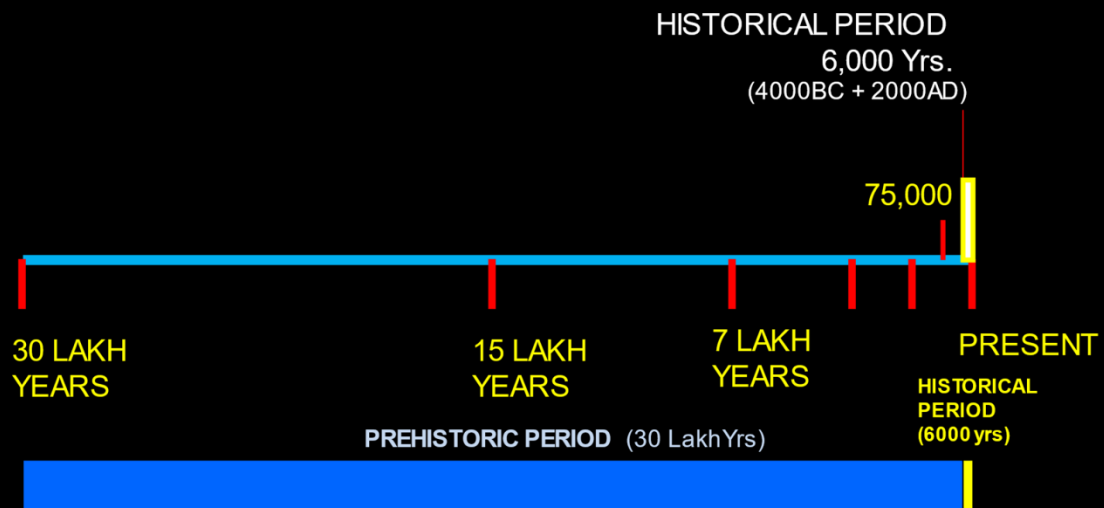 HISTORICAL PERIOD
6,000 Yrs.
(4000BC + 2000AD)
75,000
30 LAKH
YEARS
15 LAKH
YEARS
7 LAKH
YEARS
PRESENT
HISTORICAL
PERIOD
(6000 yrs)
PREHISTORIC PERIOD (30 LakhYrs)